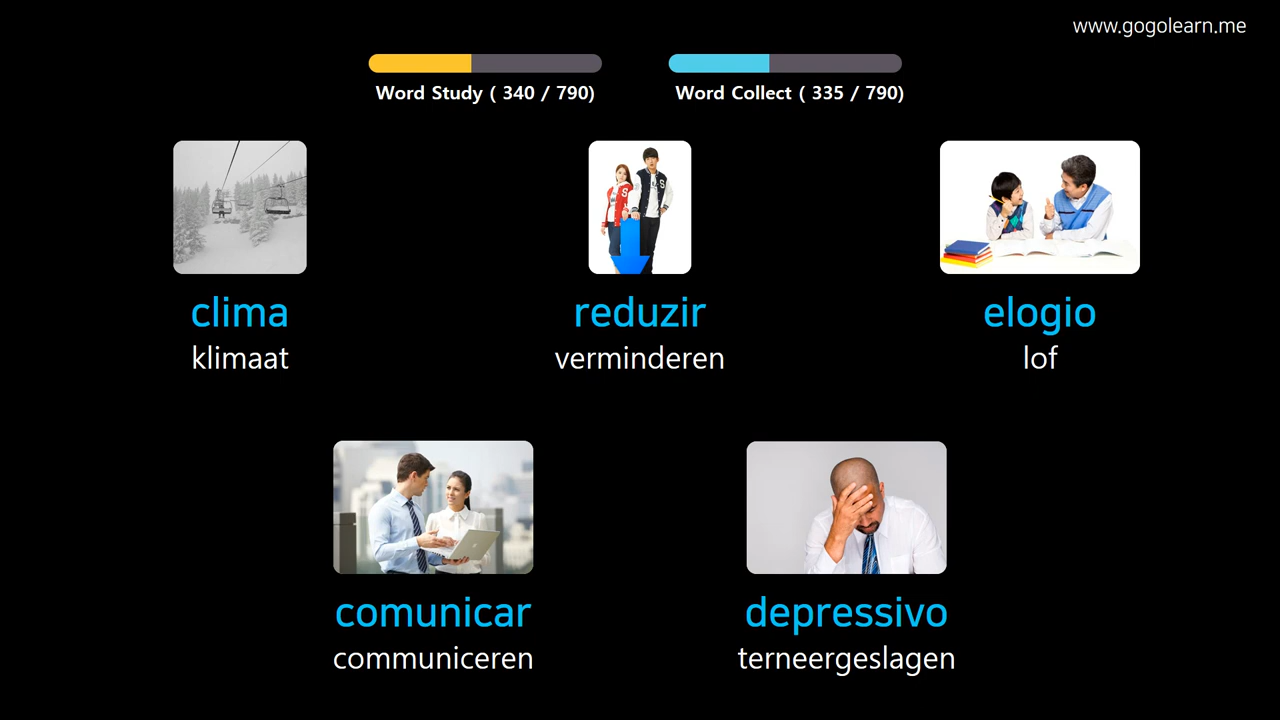 www.gogolearn.me
Word Study ( 340 / 790)
Word Collect ( 335 / 790)
clima
klimaat
reduzir
verminderen
elogio
lof
comunicar
communiceren
depressivo
terneergeslagen